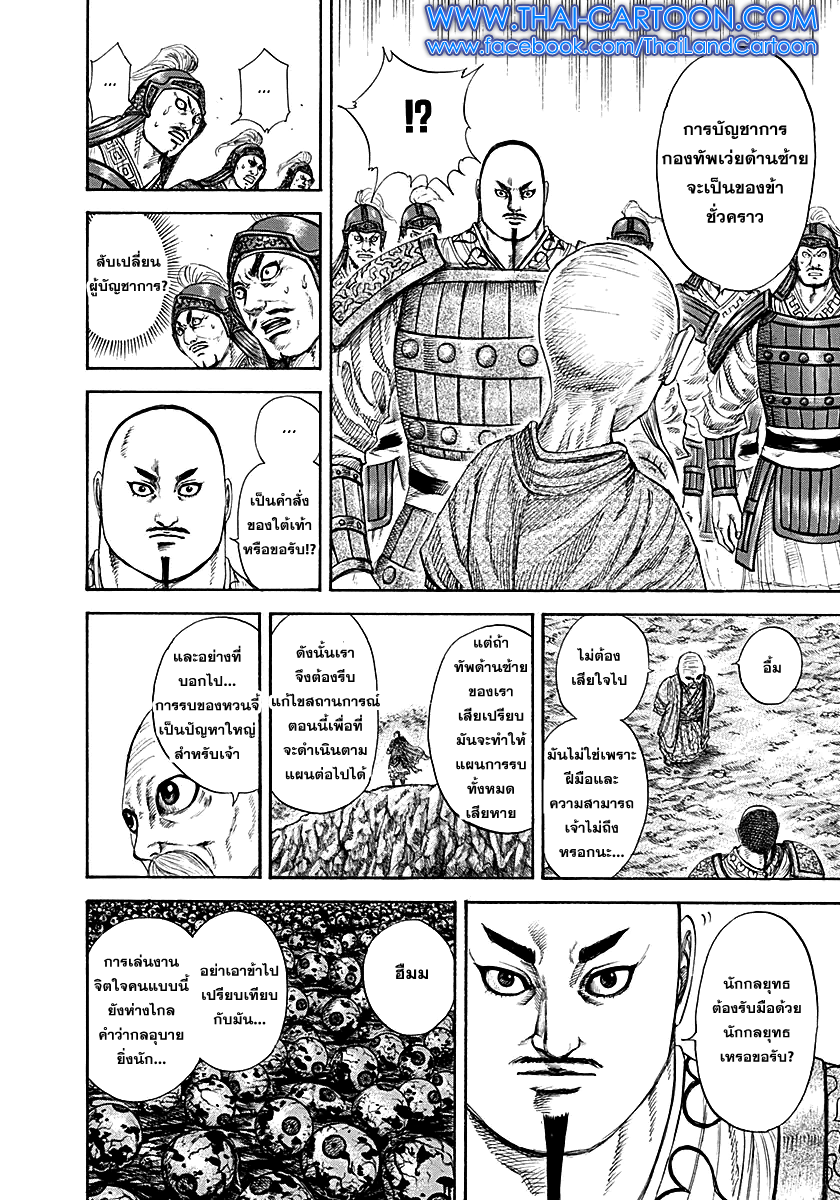 WWW.THAI-CARTOON.COM
www.facebook.com/ThaiLandCartoon
การบัญชาการ
กองทัพเว่ยด้านซ้าย
จะเป็นของข้า
ชั่วคราว
!?
...
...
สับเปลี่ยน
ผู้บัญชาการ?
...
เป็นคำสั่ง
ของใต้เท้า
หรือขอรับ!?
อื้ม
ไม่ต้อง
เสียใจไป
มันไม่ใช่เพราะ
ฝีมือและ
ความสามารถ
เจ้าไม่ถึง
หรอกนะ...
แต่ถ้า
ทัพด้านซ้าย
ของเรา
เสียเปรียบ
มันจะทำให้
แผนการรบ
ทั้งหมด
เสียหาย
ดังนั้นเรา
จึงต้องรีบ
แก้ไขสถานการณ์
ตอนนี้เพื่อที่
จะดำเนินตาม
แผนต่อไปได้
และอย่างที่
บอกไป...
การรบของหวนจี้
เป็นปัญหาใหญ่
สำหรับเจ้า
นักกลยุทธ
ต้องรับมือด้วย
นักกลยุทธ
เหรอขอรับ?
ฮืมม
อย่าเอาข้าไป
เปรียบเทียบ
กับมัน...
การเล่นงาน
จิตใจคนแบบนี้
ยังห่างไกล
คำว่ากลอุบาย
ยิ่งนัก...